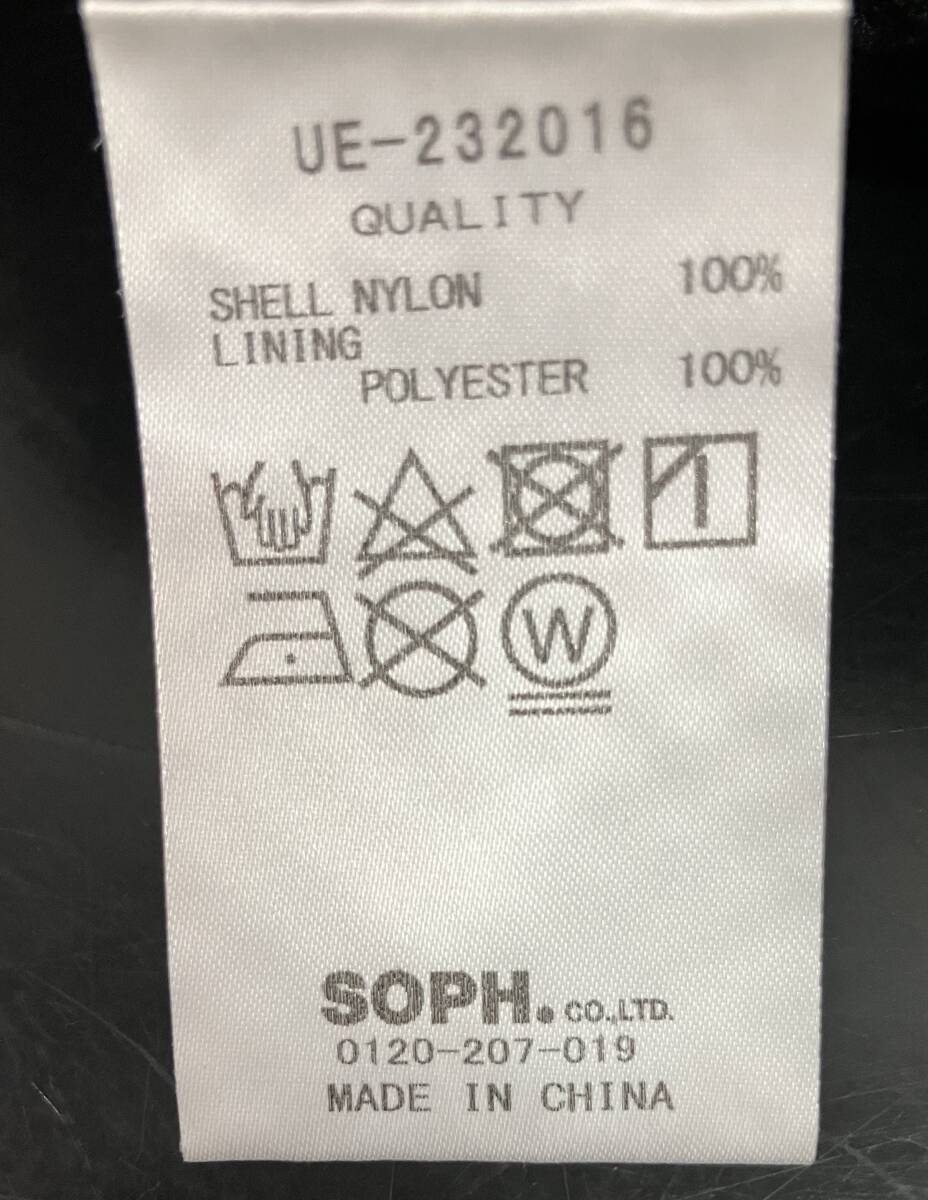 UE-232016
QUALITY
SHELL NYLON 100%
LINING
POLYESTER 100%
W
SOPH. CO.,LTD.
0120-207-019
MADE IN CHINA